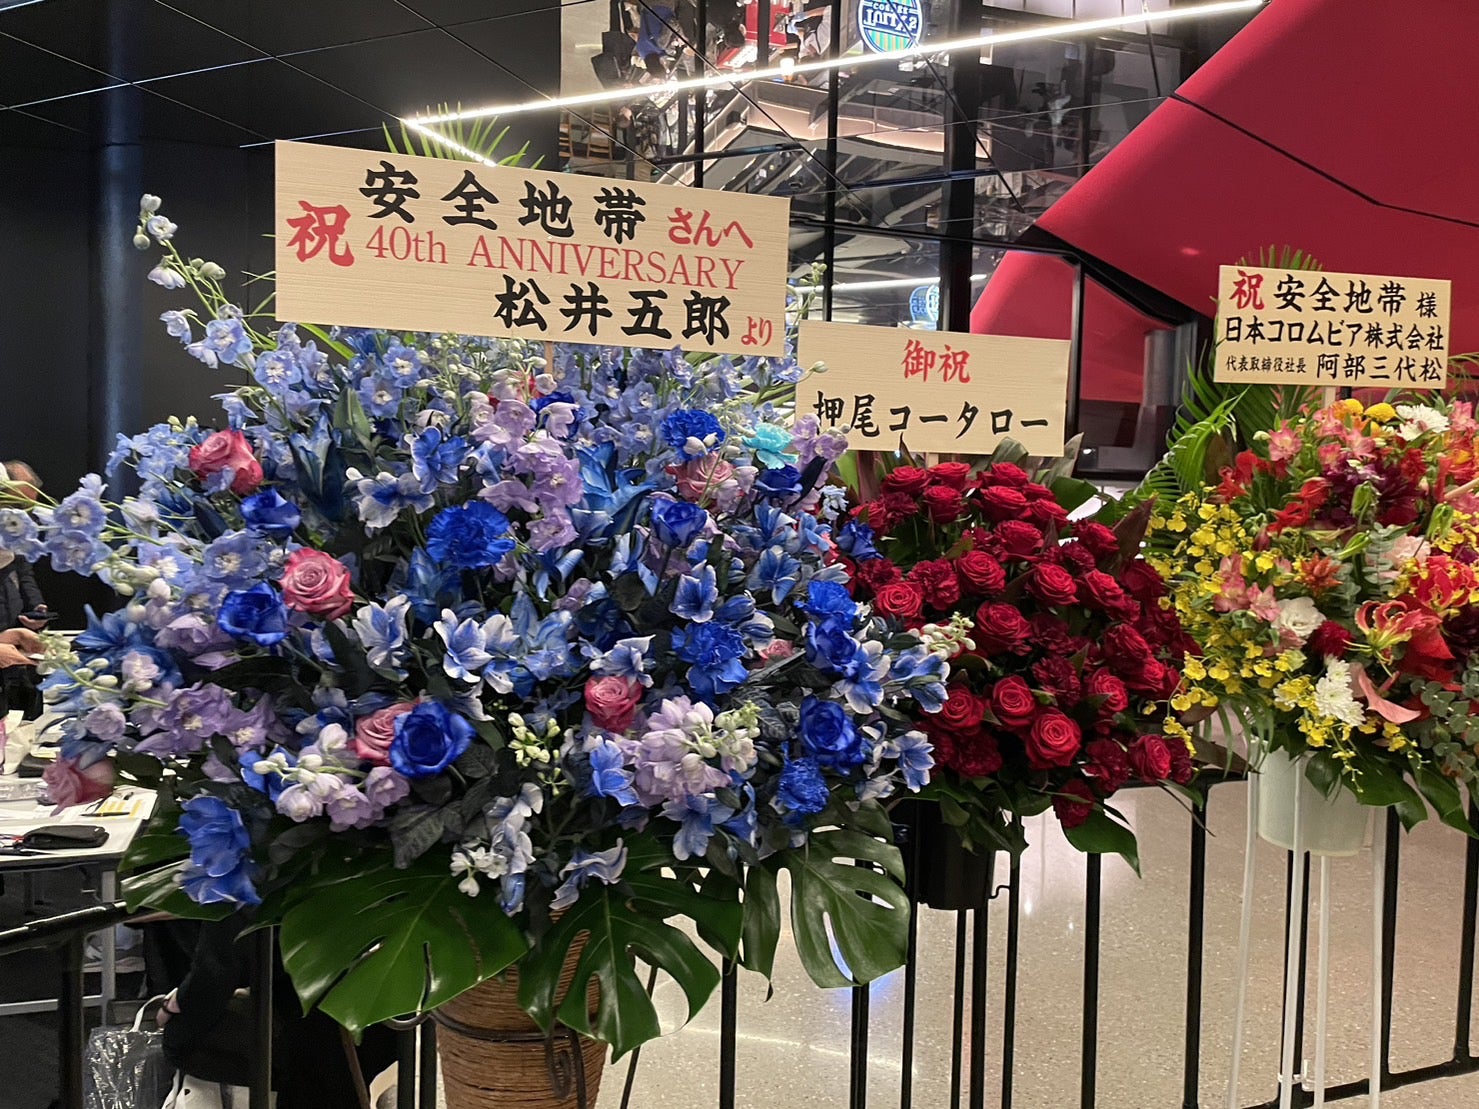 祝 安全地帯さんへ
40th ANNIVERSARY
松井五郎より
御祝
押尾コータロー
祝 安全地帯 様
日本コロムビア株式会社
代表取締役社長 阿部三代松